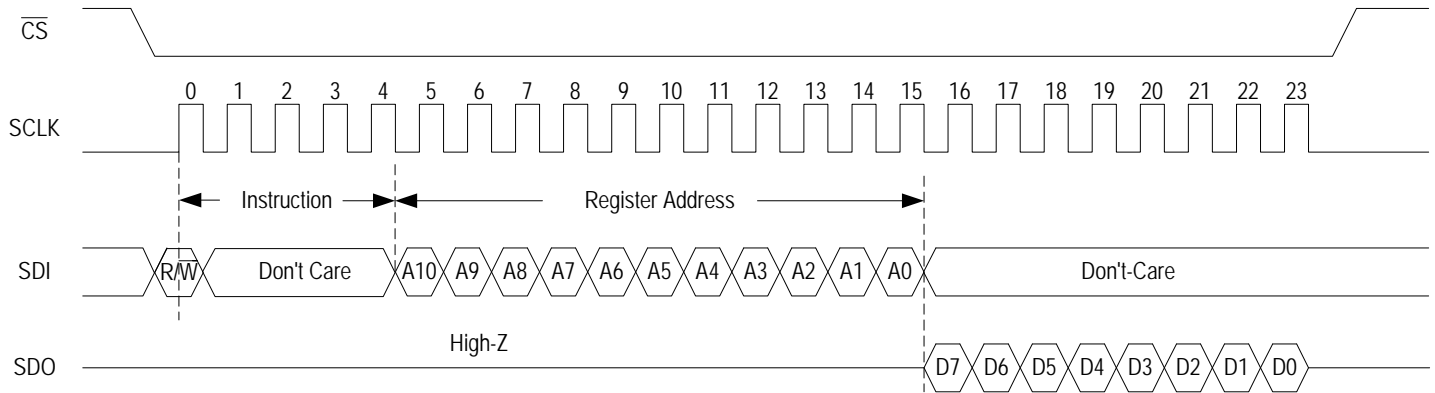 CS
0 1 2 3 4 5 6 7 8 9 10 11 12 13 14 15 16 17 18 19 20 21 22 23
SCLK
Instruction Register Address
SDI R/W Don't Care A10 A9 A8 A7 A6 A5 A4 A3 A2 A1 A0 Don't-Care
High-Z
SDO D7 D6 D5 D4 D3 D2 D1 D0